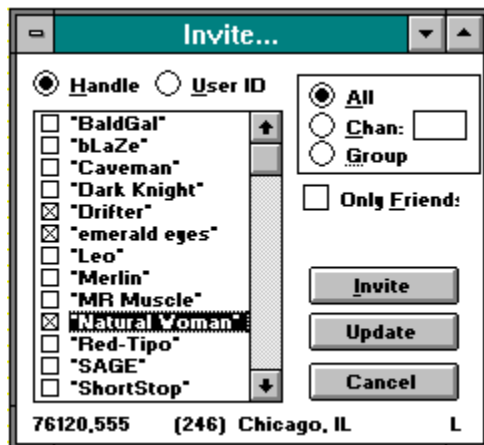 Invite...
Handle User ID
All
Chan:
Group
Only Friends
"BaldGal"
"bLaZe"
"Caveman"
"Dark Knight"
"Drifter"
"emerald eyes"
"Leo"
"Merlin"
"MR Muscle"
"Natural Woman"
"Red-Tipo"
"SAGE"
"ShortStop"
Invite
Update
Cancel
76120,555 (246) Chicago, IL L